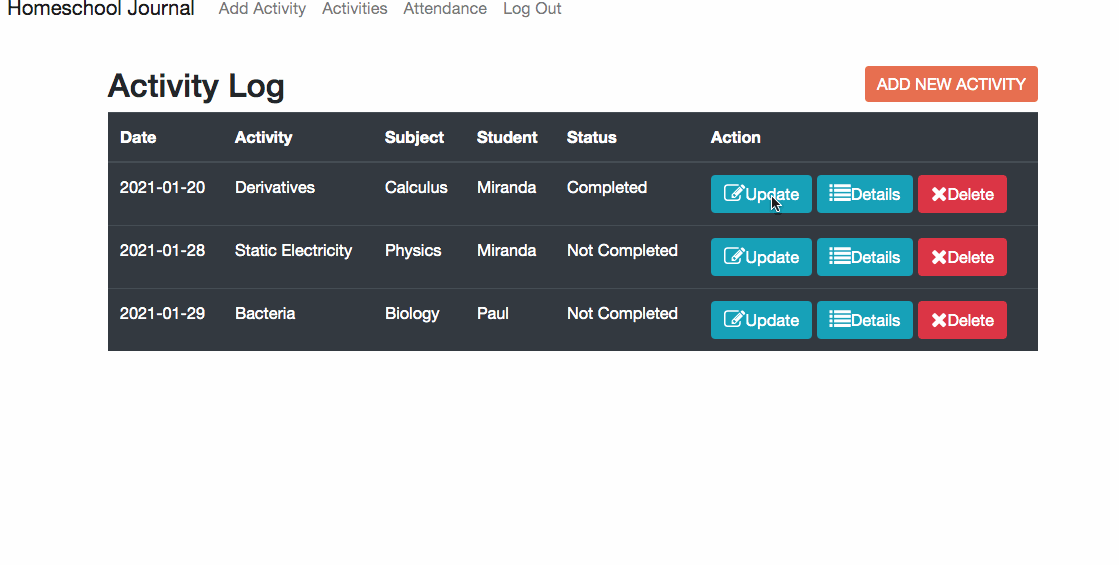 Homeschool Journal Add Activity Activities Attendance Log Out
Activity Log ADD NEW ACTIVITY
Date Activity Subject Student Status Action
2021-01-20 Derivatives Calculus Miranda Completed Update Details Delete
2021-01-28 Static Electricity Physics Miranda Not Completed Update Details Delete
2021-01-29 Bacteria Biology Paul Not Completed Update Details Delete